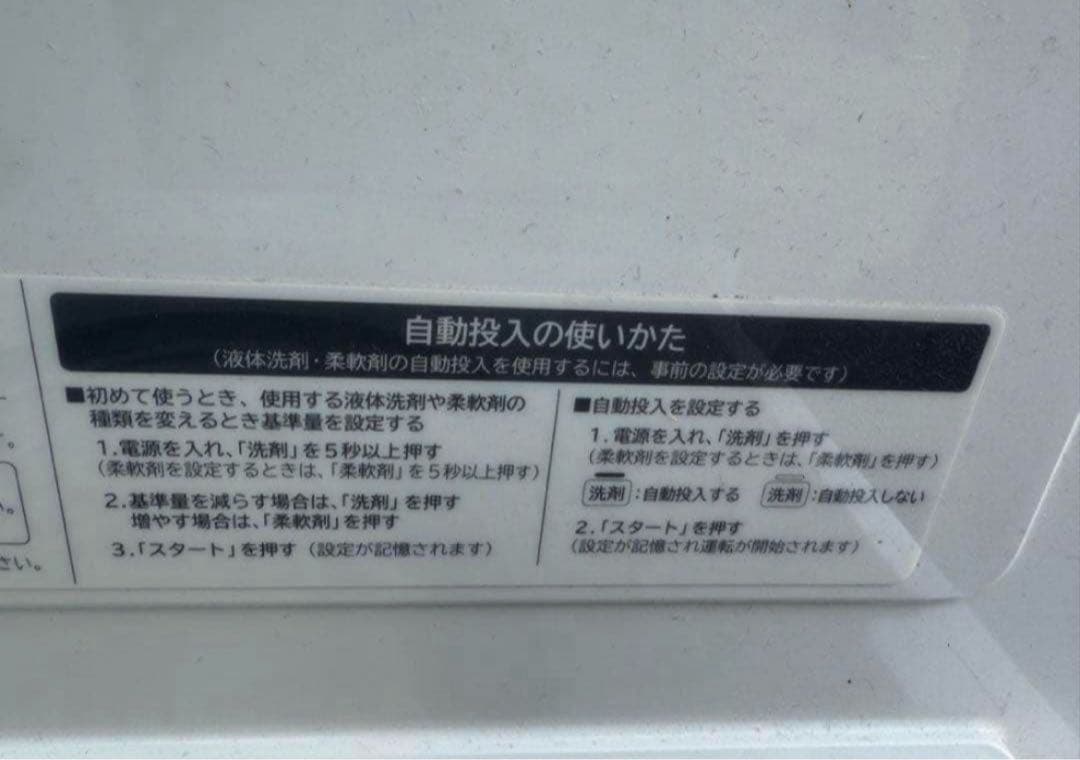 自動投入の使いかた
(液体洗剤・柔軟剤の自動投入を使用するには、事前の設定が必要です)
■初めて使うとき、使用する液体洗剤や柔軟剤の
種類を変えるとき基準量を設定する
1.電源を入れ、「洗剤」を5秒以上押す
(柔軟剤を設定するときは、「柔軟剤」を5秒以上押す)
2.基準量を減らす場合は、「洗剤」を押す
増やす場合は、「柔軟剤」を押す
3.「スタート」を押す(設定が記憶されます)
■自動投入を設定する
1.電源を入れ、「洗剤」を押す
(柔軟剤を設定するときは、「柔軟剤」を押す)
洗剤:自動投入する 洗剤:自動投入しない
2.「スタート」を押す
(設定が記憶され運転が開始されます)
さい。